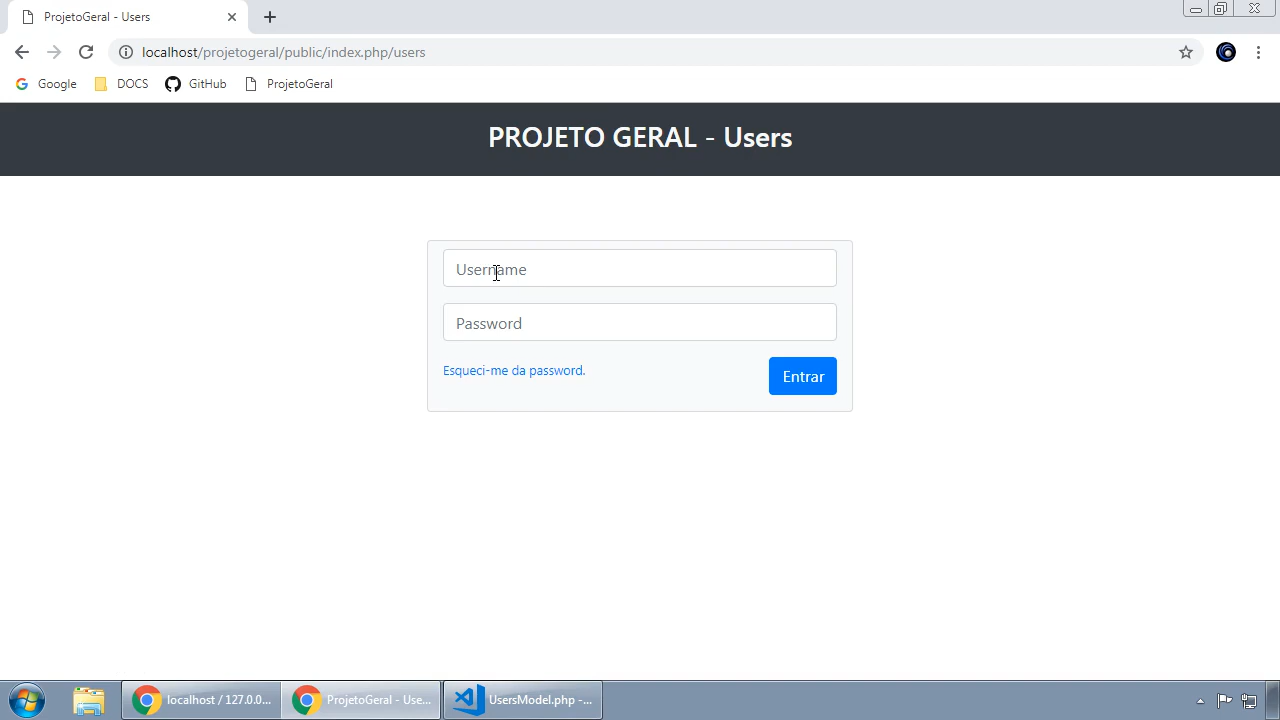 ProjetoGeral - Users
localhost/projetogeral/public/index.php/users
Google DOCS GitHub ProjetoGeral
PROJETO GERAL - Users
Username
Password
Esqueci-me da password.
Entrar
localhost / 127.0.0... ProjetoGeral - Use... UsersModel.php -...